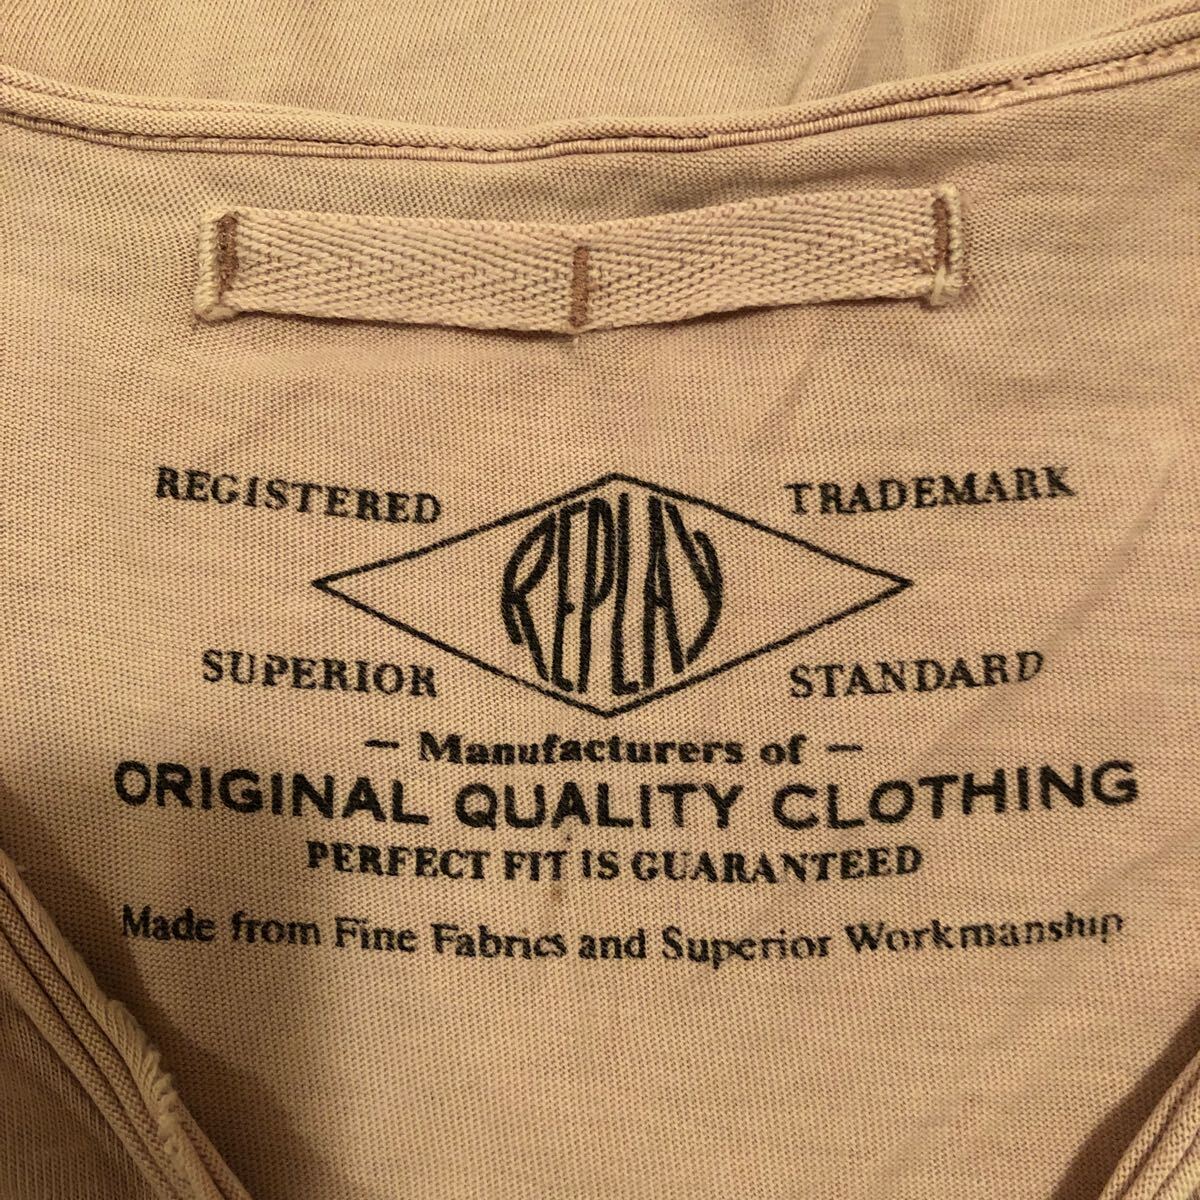 REGISTERED TRADEMARK
REPLAY
SUPERIOR STANDARD
— Manufacturers of —
ORIGINAL QUALITY CLOTHING
PERFECT FIT IS GUARANTEED
Made from Fine Fabrics and Superior Workmanship